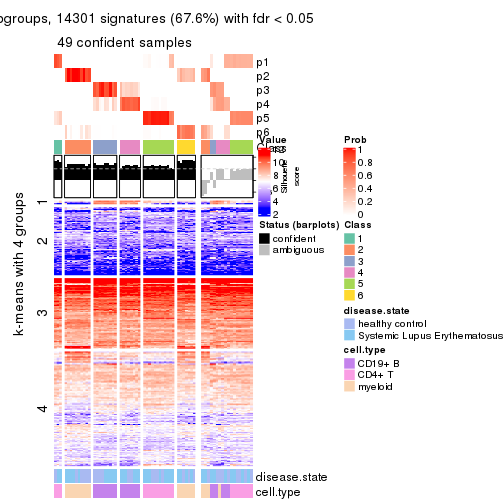 ogroups, 14301 signatures (67.6%) with fdr < 0.05
49 confident samples
p1
p2
p3
p4
p5
p6
Class
Silhouette
score
k-means with 4 groups
1
2
3
4
Value
10
8
6
4
2
Prob
1
0.8
0.6
0.4
0.2
0
Status (barplots)
confident
ambiguous
Class
1
2
3
4
5
6
disease.state
healthy control
Systemic Lupus Erythematosus
cell.type
CD19+ B
CD4+ T
myeloid
disease.state
cell.type